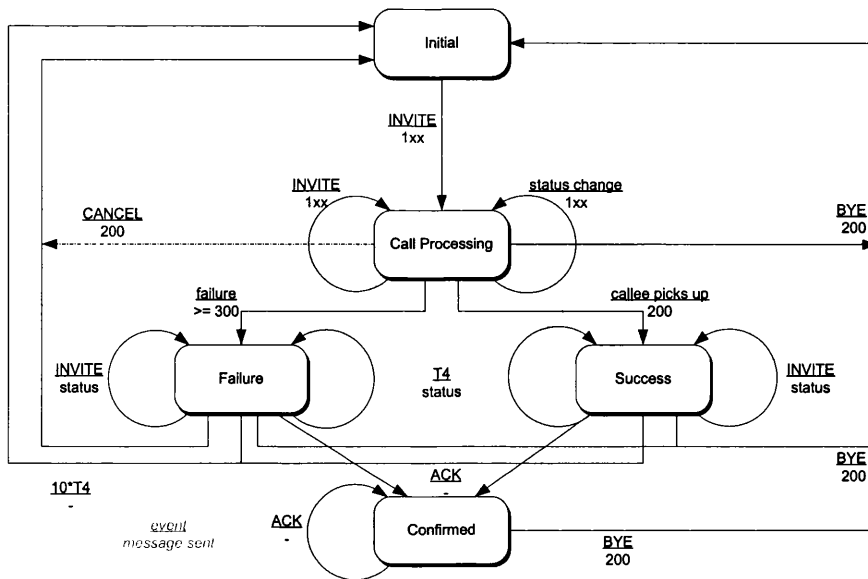 Initial
INVITE
1xx
INVITE
1xx
status change
1xx
CANCEL
200
BYE
200
Call Processing
failure
>= 300
callee picks up
200
INVITE
status
Failure
T4
status
Success
INVITE
status
10*T4
-
ACK
-
BYE
200
event
message sent
ACK
-
Confirmed
BYE
200